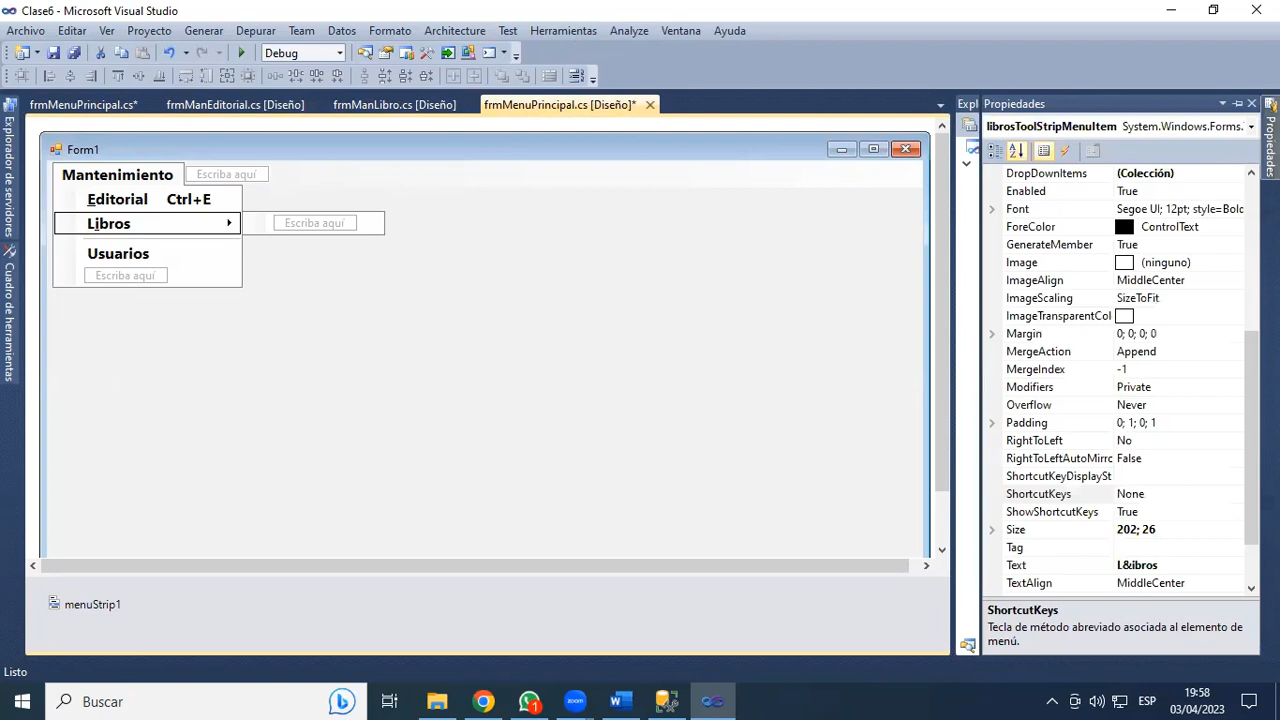 Clase6 - Microsoft Visual Studio
Archivo Editar Ver Proyecto Generar Depurar Team Datos Formato Architecture Test Herramientas Analyze Ventana Ayuda
Debug
frmMenuPrincipal.cs* frmManEditorial.cs [Diseño] frmManLibro.cs [Diseño] frmMenuPrincipal.cs [Diseño]*
Explorador de servidores
Cuadro de herramientas
Form1
Mantenimiento Escriba aquí
Editorial Ctrl+E
Libros Escriba aquí
Usuarios
Escriba aquí
menuStrip1
Expl
Propiedades
librosToolStripMenuItem System.Windows.Forms.
DropDownItems (Colección)
Enabled True
Font Segoe UI; 12pt; style=Bold
ForeColor ControlText
GenerateMember True
Image (ninguno)
ImageAlign MiddleCenter
ImageScaling SizeToFit
ImageTransparentCol
Margin 0; 0; 0; 0
MergeAction Append
MergeIndex -1
Modifiers Private
Overflow Never
Padding 0; 1; 0; 1
RightToLeft No
RightToLeftAutoMirro False
ShortcutKeyDisplaySt
ShortcutKeys None
ShowShortcutKeys True
Size 202; 26
Tag
Text L&ibros
TextAlign MiddleCenter
ShortcutKeys
Tecla de método abreviado asociada al elemento de
menú.
Propiedades
Listo
Buscar
1
zoom
ESP
19:58
03/04/2023